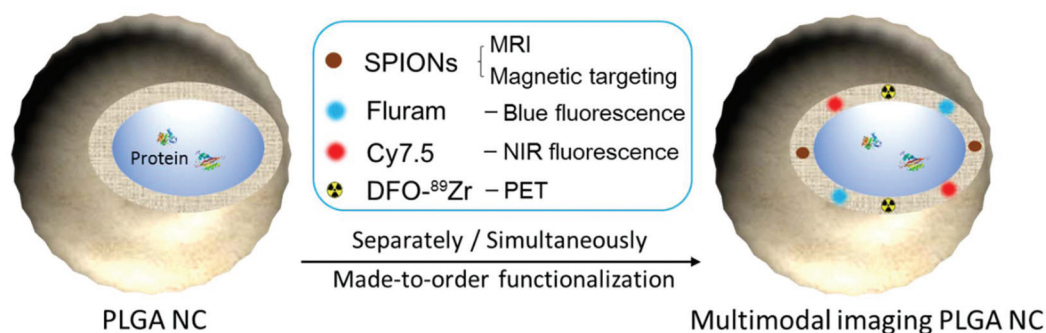 Protein
PLGA NC
SPIONs
MRI
Magnetic targeting
Fluram – Blue fluorescence
Cy7.5 – NIR fluorescence
DFO-⁸⁹Zr – PET
Separately / Simultaneously
Made-to-order functionalization
Multimodal imaging PLGA NC